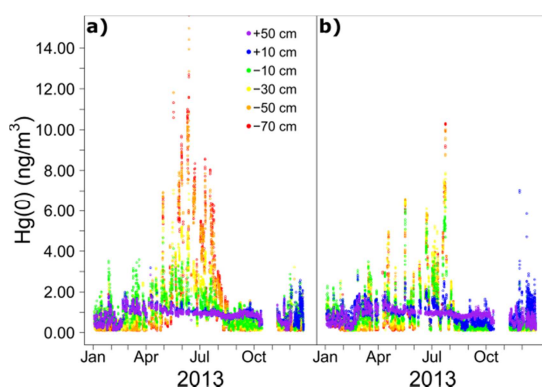 a)
b)
Hg(0) (ng/m³)
14.00
12.00
10.00
8.00
6.00
4.00
2.00
0.00
+50 cm
+10 cm
−10 cm
−30 cm
−50 cm
−70 cm
Jan Apr Jul Oct
Jan Apr Jul Oct
2013
2013